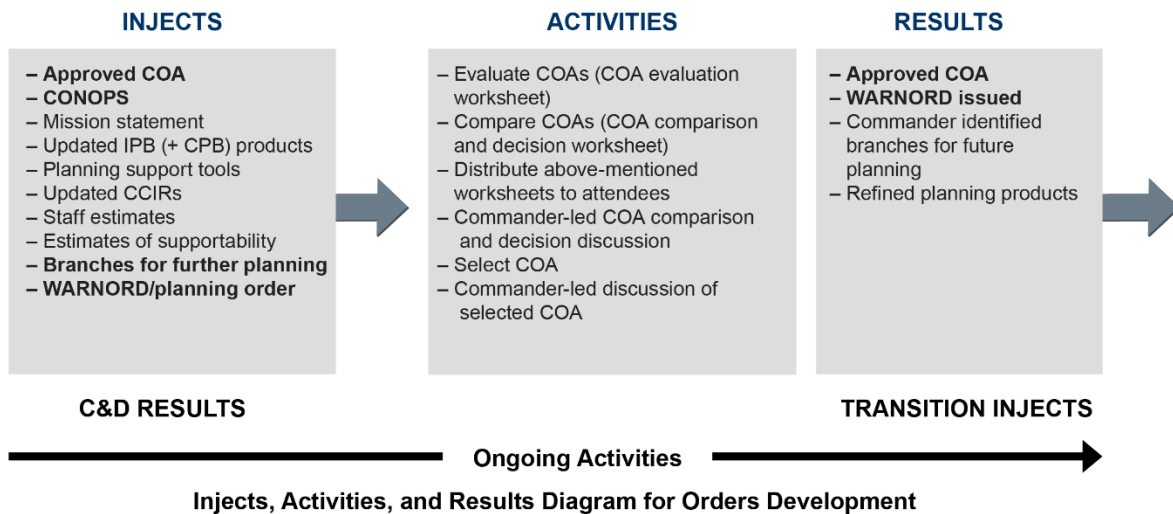 INJECTS
– Approved COA
– CONOPS
– Mission statement
– Updated IPB (+ CPB) products
– Planning support tools
– Updated CCIRs
– Staff estimates
– Estimates of supportability
– Branches for further planning
– WARNORD/planning order
C&D RESULTS
ACTIVITIES
– Evaluate COAs (COA evaluation
worksheet)
– Compare COAs (COA comparison
and decision worksheet)
– Distribute above-mentioned
worksheets to attendees
– Commander-led COA comparison
and decision discussion
– Select COA
– Commander-led discussion of
selected COA
RESULTS
– Approved COA
– WARNORD issued
– Commander identified
branches for future
planning
– Refined planning products
TRANSITION INJECTS
Ongoing Activities
Injects, Activities, and Results Diagram for Orders Development